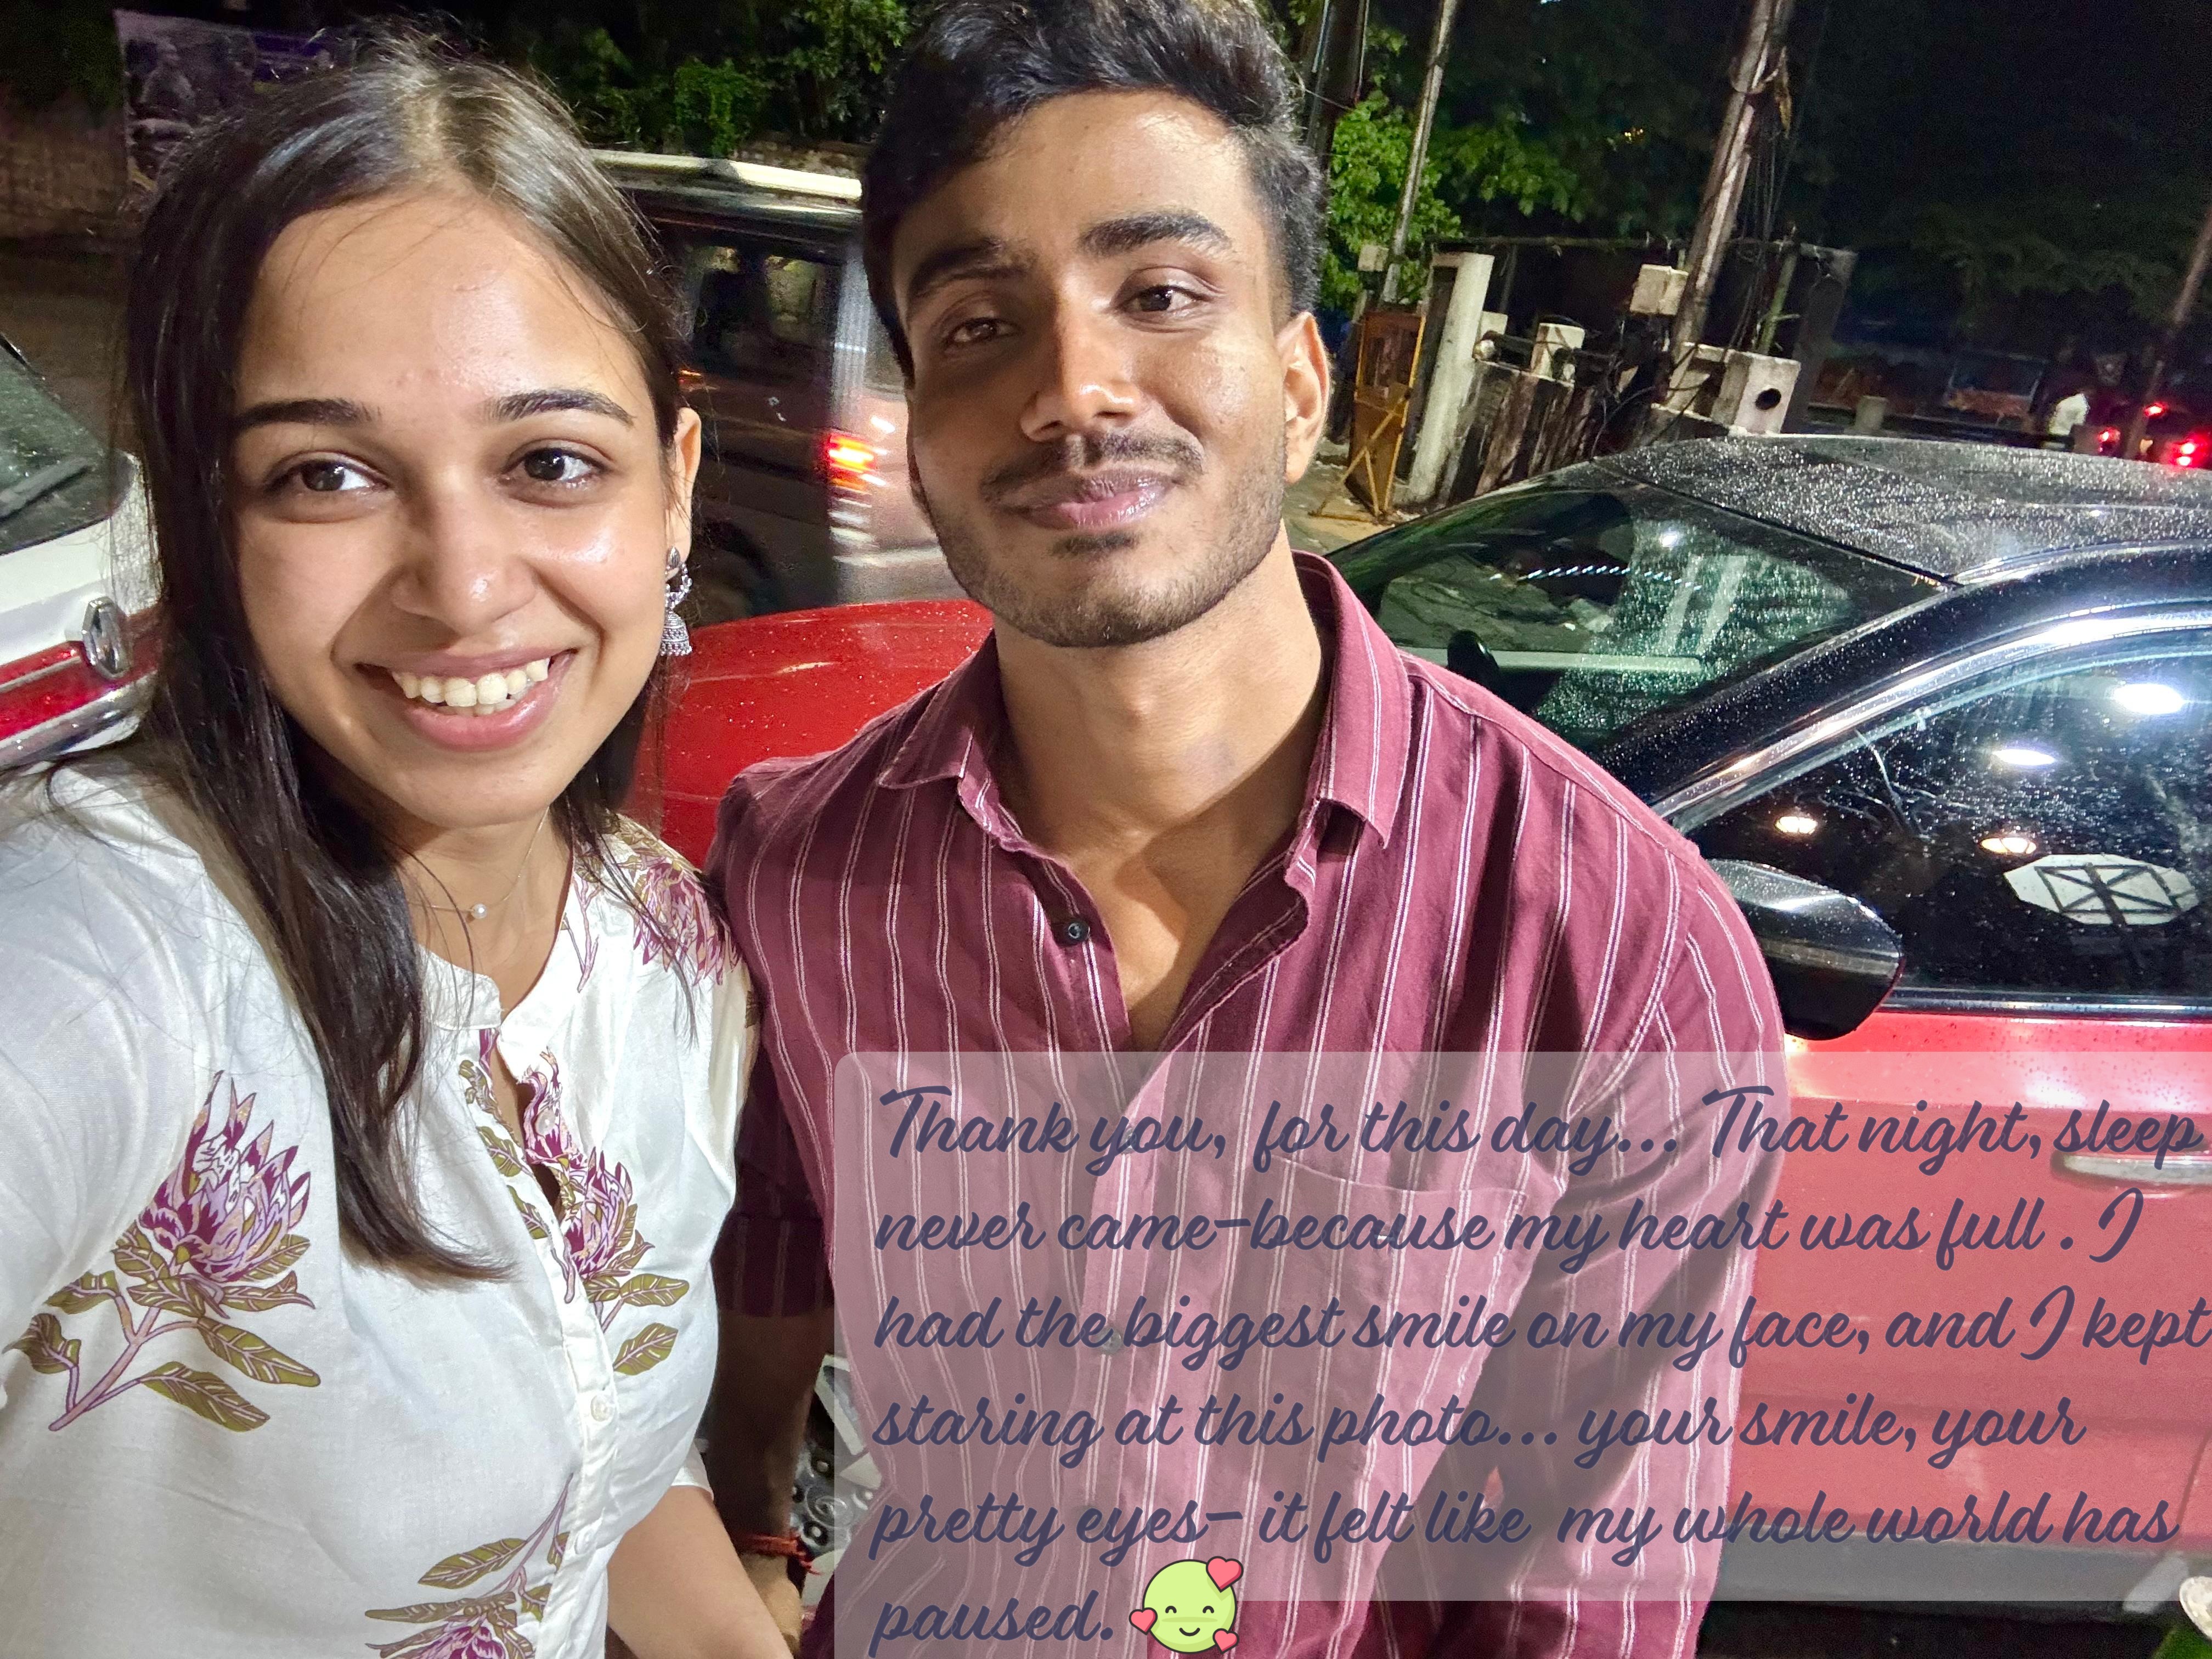 Thank you, for this day... That night, sleep
never came-because my heart was full . I
had the biggest smile on my face, and I kept
staring at this photo... your smile, your
pretty eyes- it felt like my whole world has
paused.